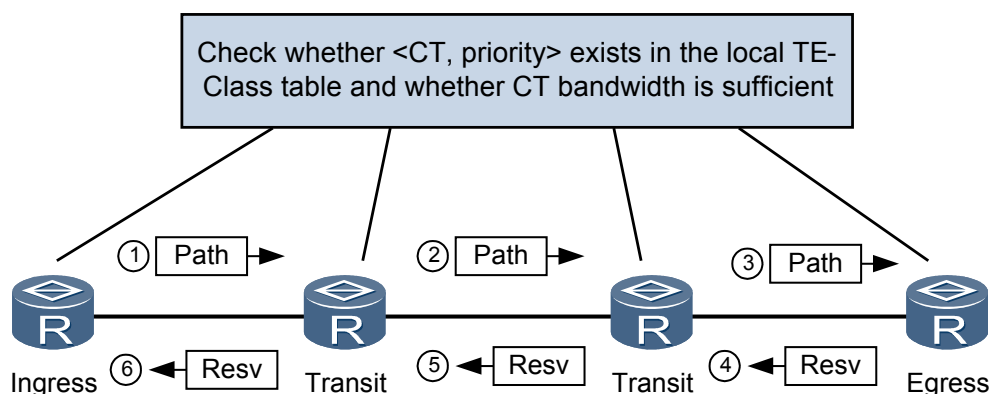 Check whether <CT, priority> exists in the local TE-
Class table and whether CT bandwidth is sufficient
1 Path
2 Path
3 Path
R
R
R
R
6 Resv
5 Resv
4 Resv
Ingress
Transit
Transit
Egress